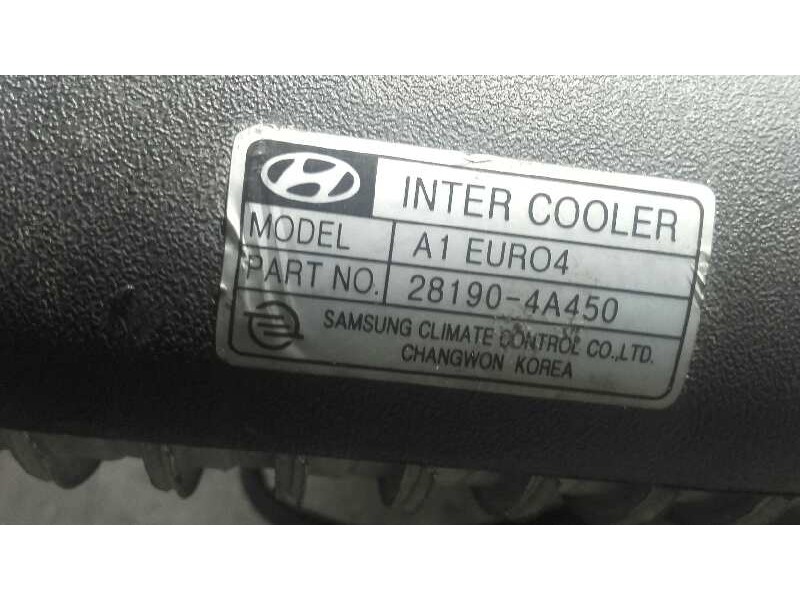 INTER COOLER
MODEL A1 EURO4
PART NO. 28190-4A450
SAMSUNG CLIMATE CONTROL CO.,LTD.
CHANGWON KOREA